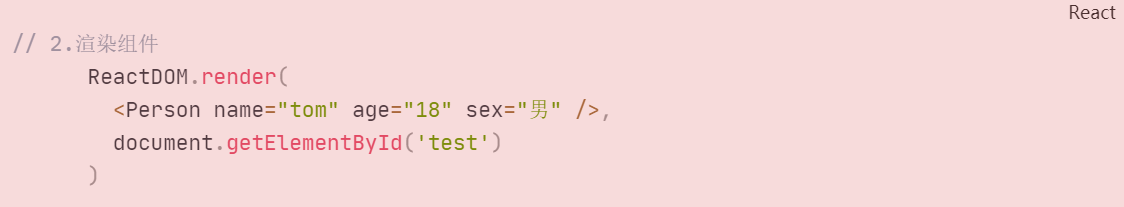 React
// 2.渲染组件
ReactDOM.render(
<Person name="tom" age="18" sex="男" />,
document.getElementById('test')
)